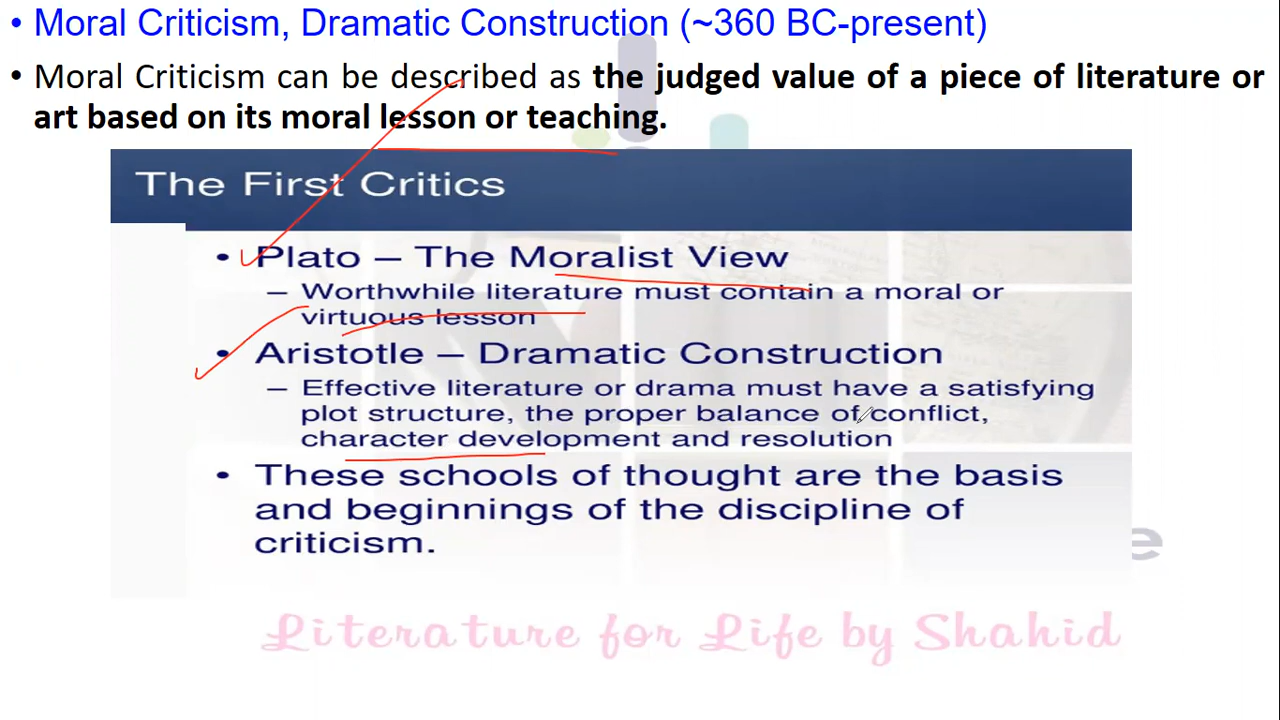 • Moral Criticism, Dramatic Construction (~360 BC-present)
• Moral Criticism can be described as the judged value of a piece of literature or
art based on its moral lesson or teaching.
The First Critics
• Plato – The Moralist View
– Worthwhile literature must contain a moral or
virtuous lesson
• Aristotle – Dramatic Construction
– Effective literature or drama must have a satisfying
plot structure, the proper balance of conflict,
character development and resolution
• These schools of thought are the basis
and beginnings of the discipline of
criticism.
Literature for Life by Shahid